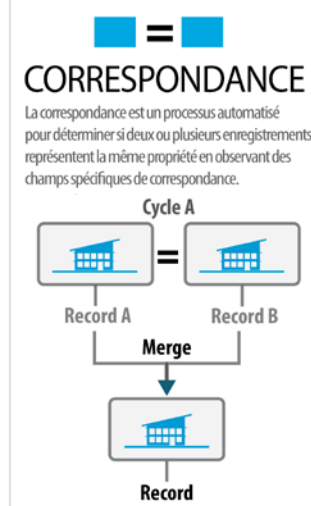 =
CORRESPONDANCE
La correspondance est un processus automatisé
pour déterminer si deux ou plusieurs enregistrements
représentent la même propriété en observant des
champs spécifiques de correspondance.
Cycle A
=
Record A Record B
Merge
Record